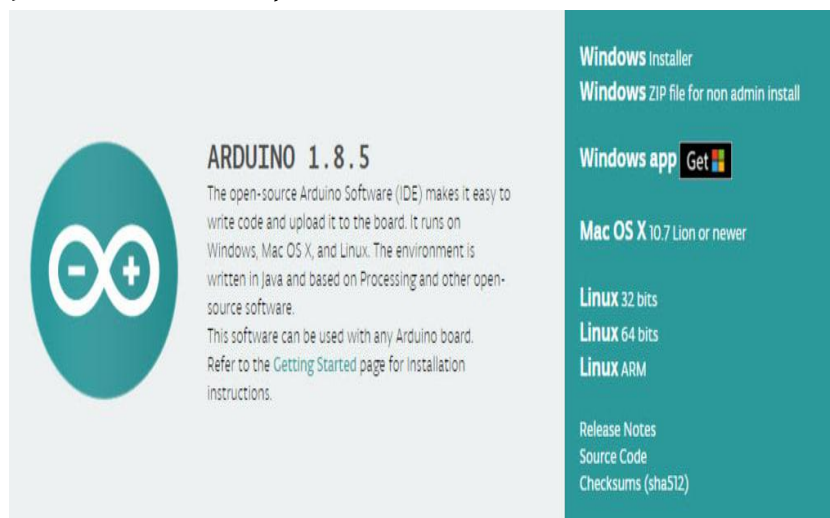 ARDUINO 1.8.5
The open-source Arduino Software (IDE) makes it easy to
write code and upload it to the board. It runs on
Windows, Mac OS X, and Linux. The environment is
written in Java and based on Processing and other open-
source software.
This software can be used with any Arduino board.
Refer to the Getting Started page for Installation
instructions.
Windows Installer
Windows ZIP file for non admin install
Windows app Get
Mac OS X 10.7 Lion or newer
Linux 32 bits
Linux 64 bits
Linux ARM
Release Notes
Source Code
Checksums (sha512)